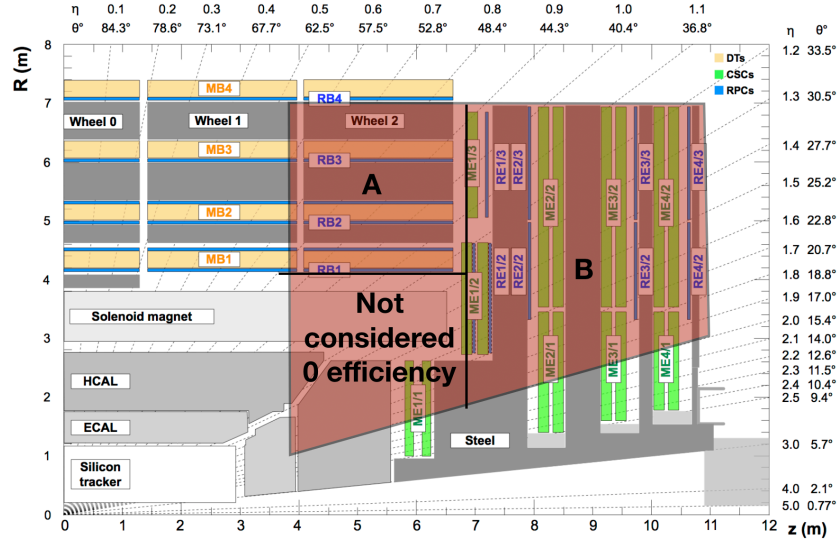 η 0.1 0.2 0.3 0.4 0.5 0.6 0.7 0.8 0.9 1.0 1.1 η θ°
θ° 84.3° 78.6° 73.1° 67.7° 62.5° 57.5° 52.8° 48.4° 44.3° 40.4° 36.8°
R (m)
8
7
6
5
4
3
2
1
0
1.2 33.5°
1.3 30.5°
1.4 27.7°
1.5 25.2°
1.6 22.8°
1.7 20.7°
1.8 18.8°
1.9 17.0°
2.0 15.4°
2.1 14.0°
2.2 12.6°
2.3 11.5°
2.4 10.4°
2.5 9.4°
3.0 5.7°
4.0 2.1°
5.0 0.77°
DTs
CSCs
RPCs
MB4
RB4
Wheel 0
Wheel 1
Wheel 2
MB3
RB3
MB2
RB2
MB1
RB1
A
B
Not
considered
0 efficiency
Solenoid magnet
HCAL
ECAL
Silicon
tracker
Steel
ME1/3
RE1/3
RE2/3
ME1/2
RE1/2
RE2/2
ME2/2
ME3/2
RE3/3
ME4/2
RE4/3
RE3/2
RE4/2
ME1/1
ME2/1
ME3/1
ME4/1
0 1 2 3 4 5 6 7 8 9 10 11 12
z (m)